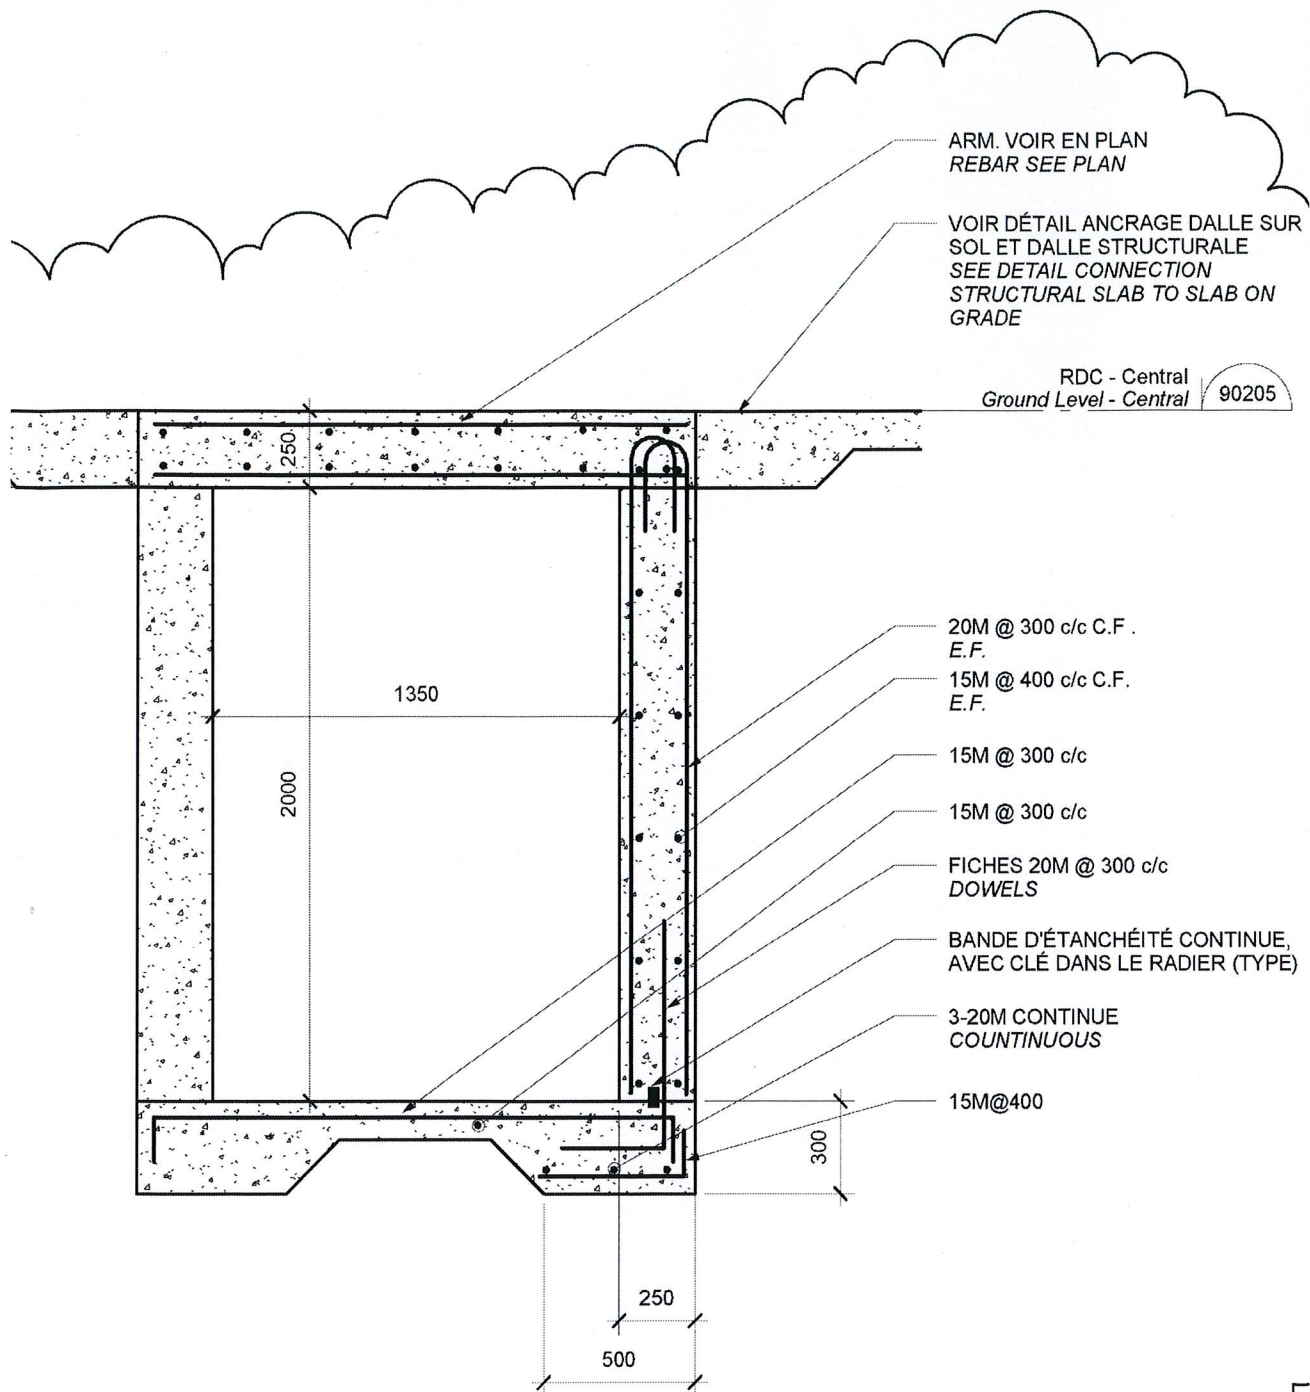 ARM. VOIR EN PLAN
REBAR SEE PLAN
VOIR DÉTAIL ANCRAGE DALLE SUR
SOL ET DALLE STRUCTURALE
SEE DETAIL CONNECTION
STRUCTURAL SLAB TO SLAB ON
GRADE
RDC - Central
Ground Level - Central
90205
250
20M @ 300 c/c C.F .
E.F.
15M @ 400 c/c C.F.
E.F.
1350
15M @ 300 c/c
2000
15M @ 300 c/c
FICHES 20M @ 300 c/c
DOWELS
BANDE D'ÉTANCHÉITÉ CONTINUE,
AVEC CLÉ DANS LE RADIER (TYPE)
3-20M CONTINUE
COUNTINUOUS
15M@400
300
250
500